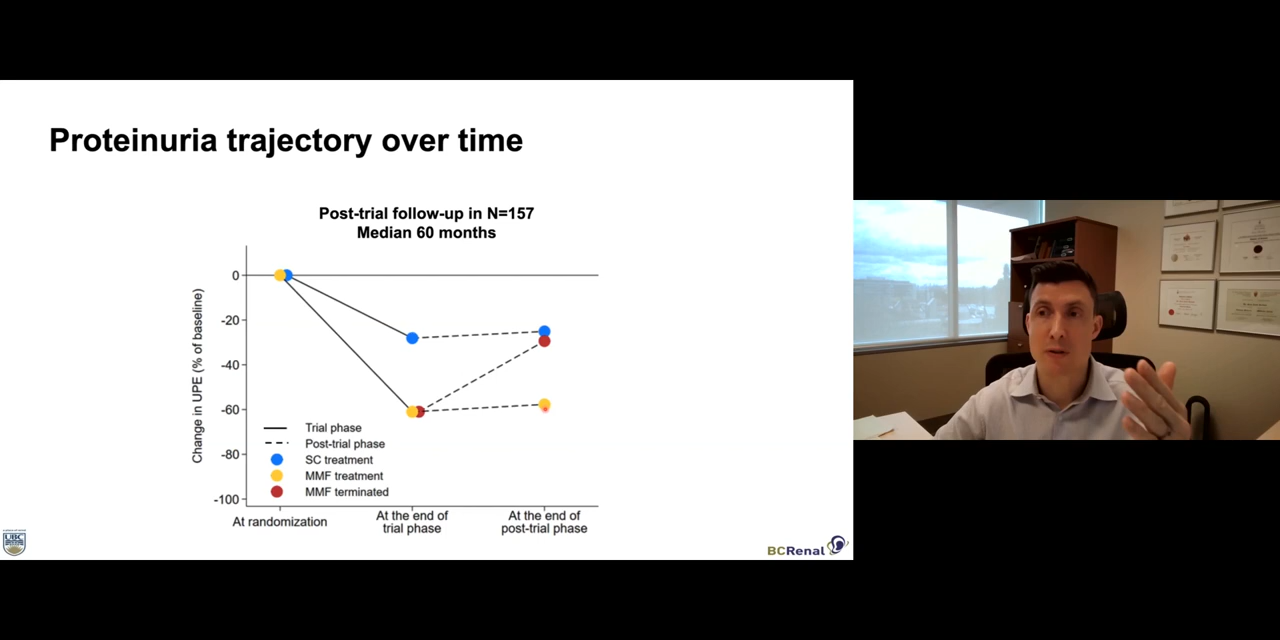 Proteinuria trajectory over time
Post-trial follow-up in N=157
Median 60 months
Change in UPE (% of baseline)
0
-20
-40
-60
-80
-100
Trial phase
Post-trial phase
SC treatment
MMF treatment
MMF terminated
At randomization
At the end of
trial phase
At the end of
post-trial phase
UBC
BCRenal